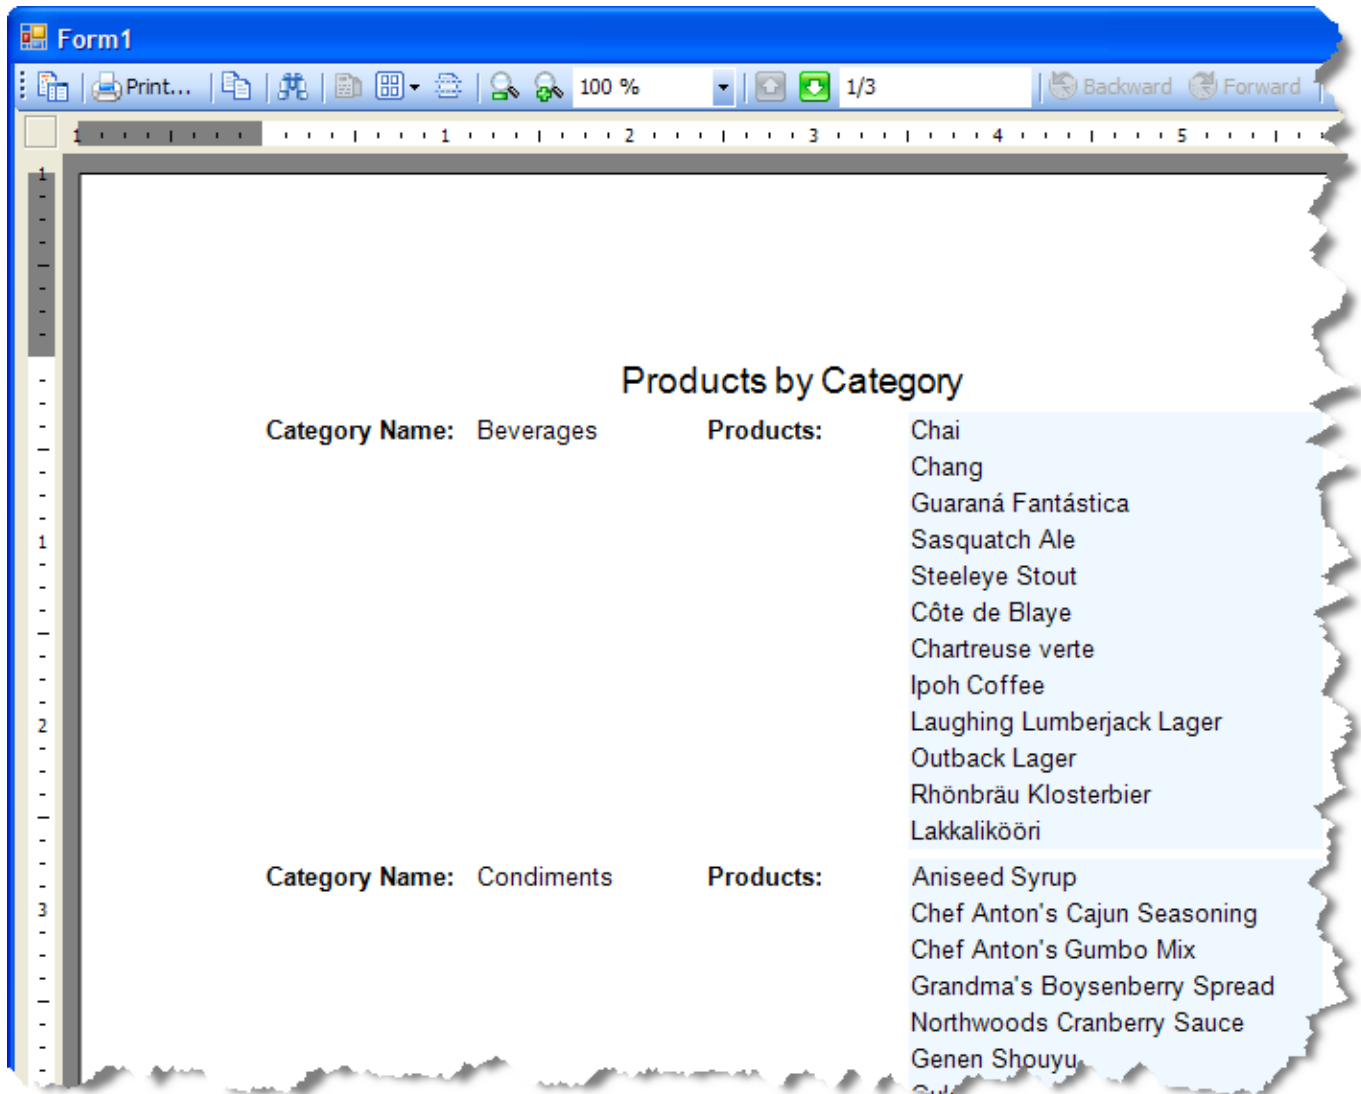 Form1
Print... 100 % 1/3 Backward Forward
1 1 2 3 4 5
1
Products by Category
Category Name: Beverages Products: Chai
Chang
Guaraná Fantástica
1 Sasquatch Ale
Steeleye Stout
Côte de Blaye
Chartreuse verte
Ipoh Coffee
2 Laughing Lumberjack Lager
Outback Lager
Rhönbräu Klosterbier
Lakkalikööri
Category Name: Condiments Products: Aniseed Syrup
3 Chef Anton's Cajun Seasoning
Chef Anton's Gumbo Mix
Grandma's Boysenberry Spread
Northwoods Cranberry Sauce
Genen Shouyu